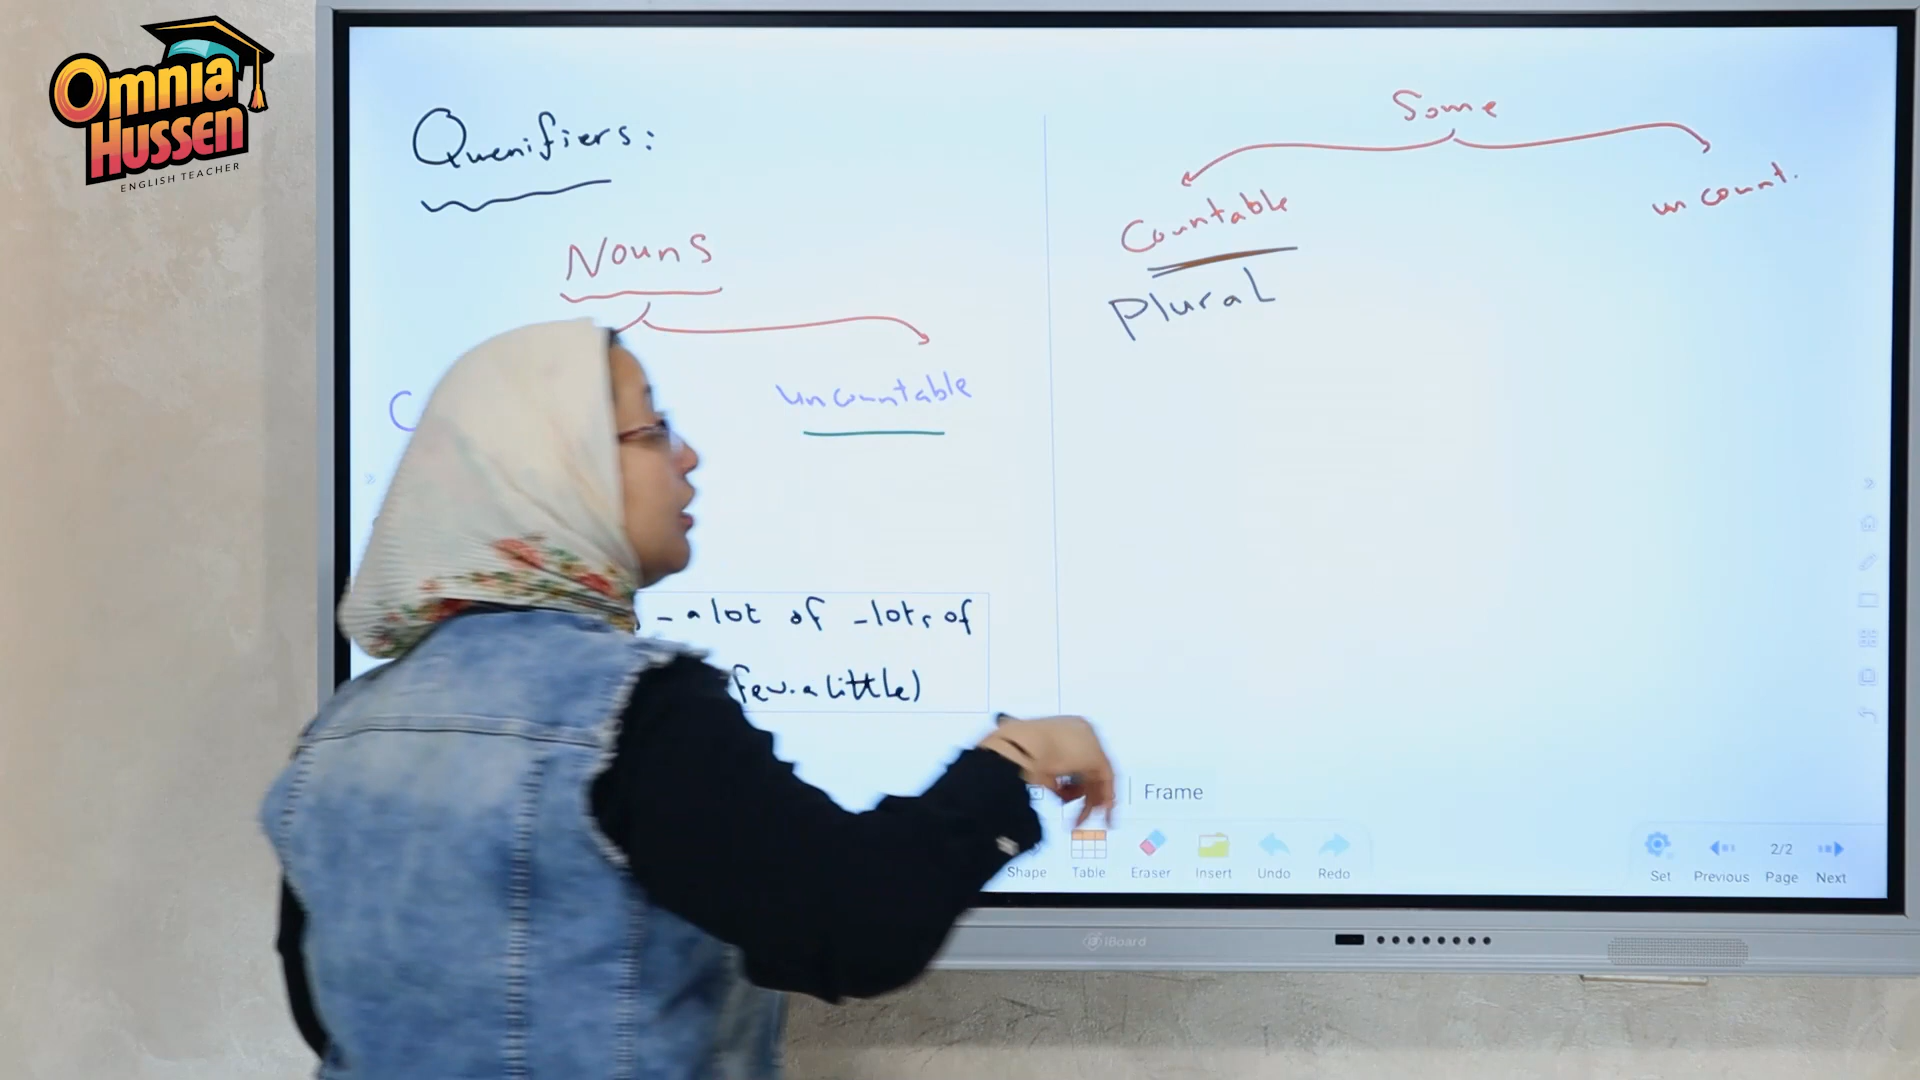 Omnia
Hussen
ENGLISH TEACHER
Quenifiers:
Nouns
uncountable
- a lot of - lots of
few. a little)
Some
Countable
un count.
Plural
Frame
Shape
Table
Eraser
Insert
Undo
Redo
Set
Previous
2/2
Page
Next
iBoard